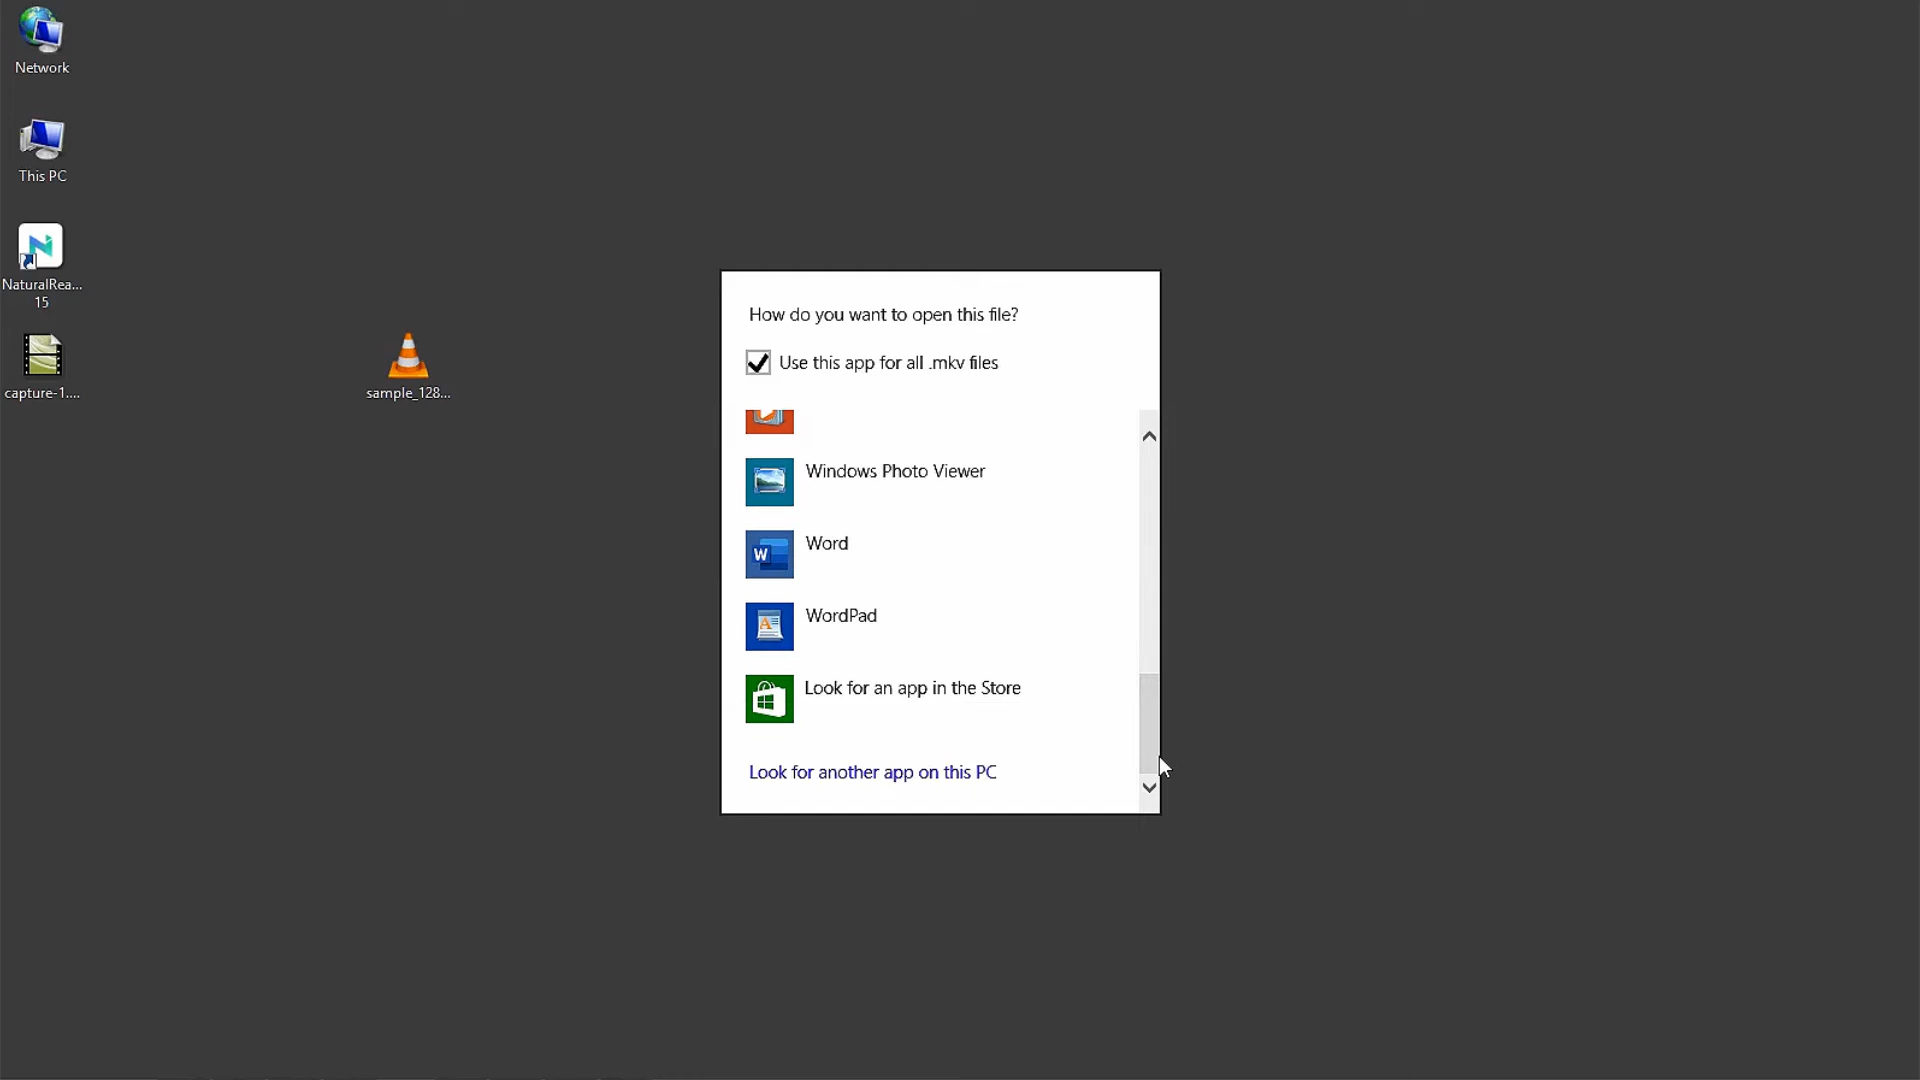 Network
This PC
NaturalRea...
15
capture-1....
sample_128...
How do you want to open this file?
Use this app for all .mkv files
Windows Photo Viewer
W
Word
A
WordPad
Look for an app in the Store
Look for another app on this PC